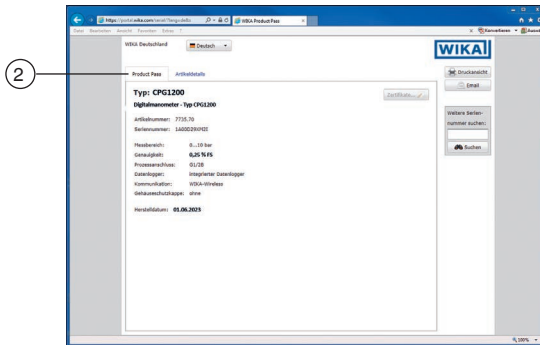 https://portal.wika.com/serial/?lang=de&s
WIKA Product Pass
Datei Bearbeiten Ansicht Favoriten Extras ?
Konvertieren
WIKA Deutschland
Deutsch
WIKA
2
Product Pass
Artikeldetails
Druckansicht
Email
Typ: CPG1200
Zertifikate...
Digitalmanometer - Typ CPG1200
Weitere Serien-
nummer suchen:
Suchen
Artikelnummer: 7735.70
Seriennummer:
Messbereich: 0...10 bar
Genauigkeit: 0,25 % FS
Prozessanschluss: G1/2B
Datenlogger: Integrierter Datenlogger
Kommunikation: WIKA-Wireless
Gehäuseschutzkappe: ohne
Herstelldatum: 01.06.2023
100%